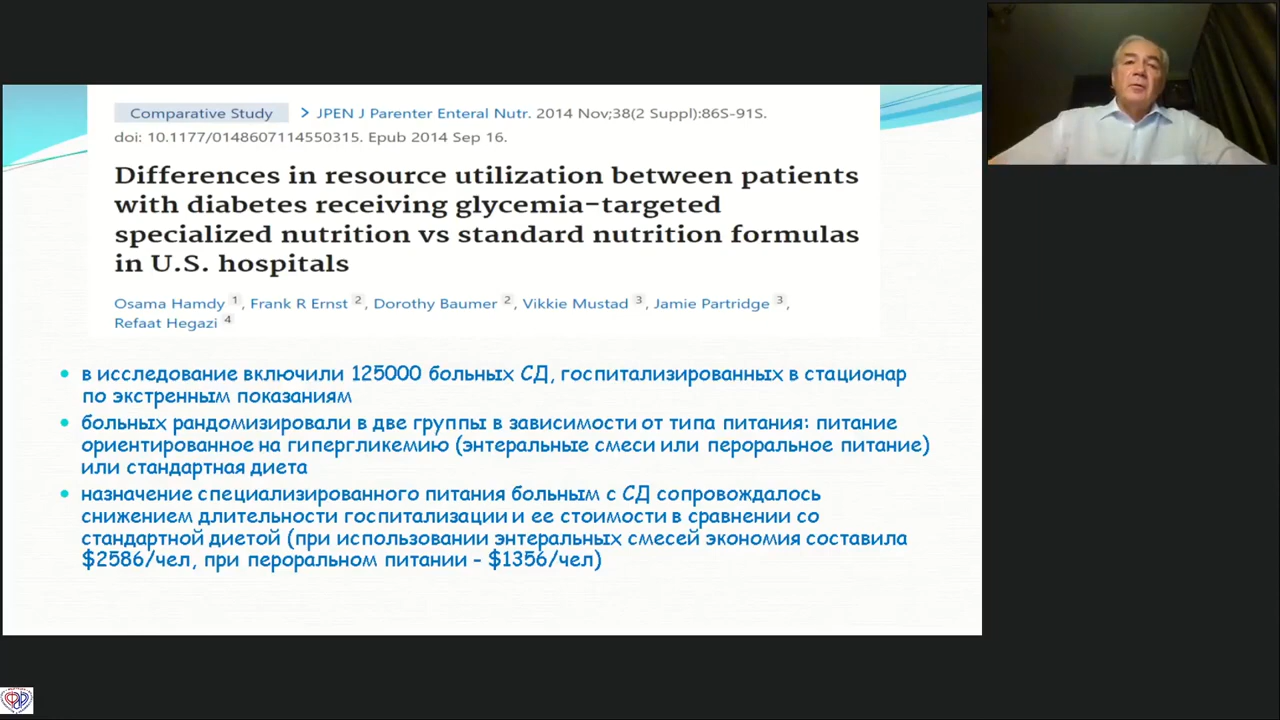 Comparative Study > JPEN J Parenter Enteral Nutr. 2014 Nov;38(2 Suppl):86S-91S.
doi: 10.1177/0148607114550315. Epub 2014 Sep 16.
Differences in resource utilization between patients
with diabetes receiving glycemia-targeted
specialized nutrition vs standard nutrition formulas
in U.S. hospitals
Osama Hamdy 1, Frank R Ernst 2, Dorothy Baumer 2, Vikkie Mustad 3, Jamie Partridge 3,
Refaat Hegazi 4
• в исследование включили 125000 больных СД, госпитализированных в стационар
по экстренным показаниям
• больных рандомизировали в две группы в зависимости от типа питания: питание
ориентированное на гипергликемию (энтеральные смеси или пероральное питание)
или стандартная диета
• назначение специализированного питания больным с СД сопровождалось
снижением длительности госпитализации и ее стоимости в сравнении со
стандартной диетой (при использовании энтеральных смесей экономия составила
$2586/чел, при пероральном питании – $1356/чел)